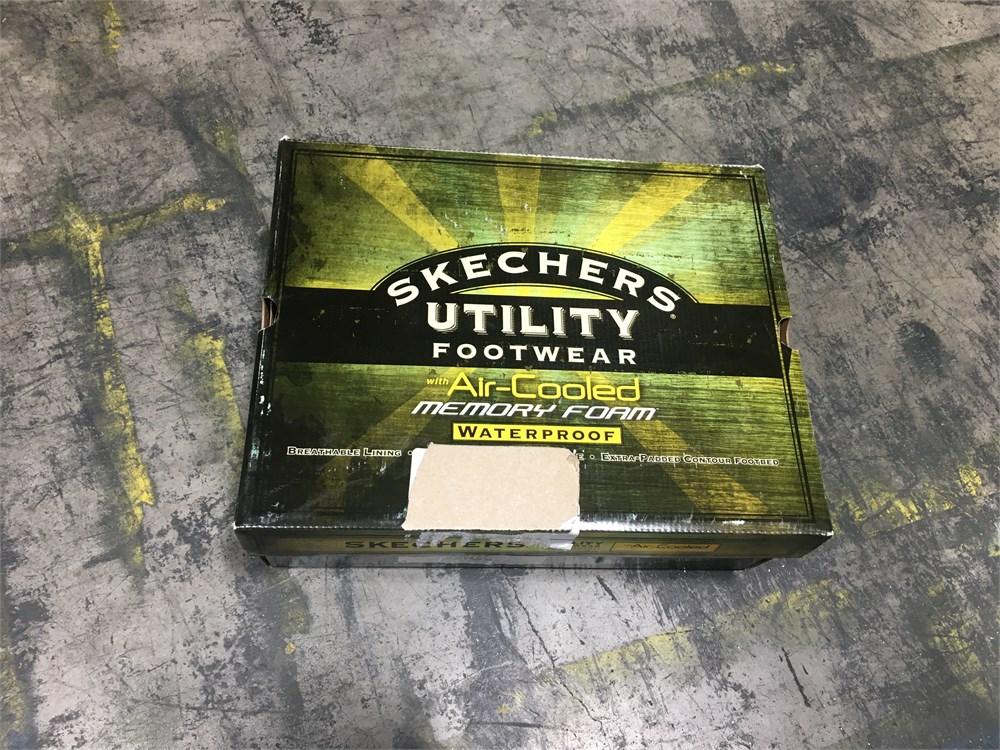 SKECHERS
UTILITY
FOOTWEAR
with Air-Cooled
MEMORY FOAM
WATERPROOF
BREATHABLE LINING • • EXTRA-PADDED CONTOUR FOOTBED
SKECHERS Air-Cooled